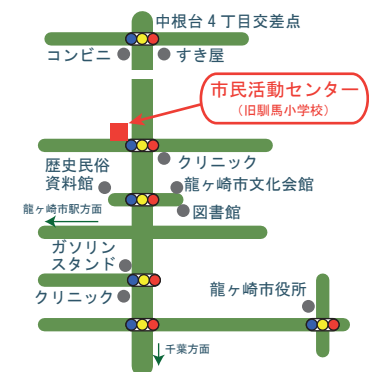 中根台4丁目交差点
コンビニ
すき屋
市民活動センター
（旧馴馬小学校）
クリニック
歴史民俗
資料館
龍ヶ崎市文化会館
図書館
龍ヶ崎市駅方面
ガソリン
スタンド
クリニック
龍ヶ崎市役所
千葉方面